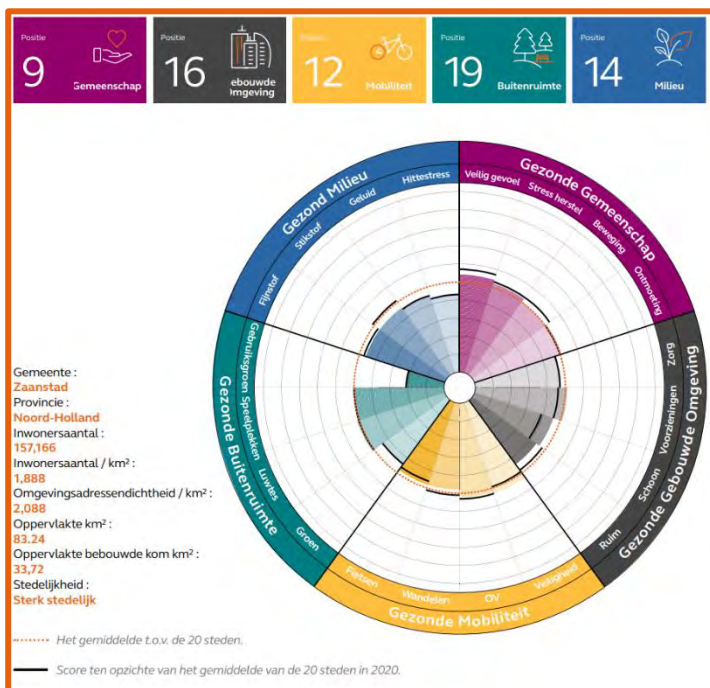 Positie
9
Gemeenschap
Positie
16
Gebouwde
Omgeving
Positie
12
Mobiliteit
Positie
19
Buitenruimte
Positie
14
Milieu
Gezond Milieu
Fijnstof
Stikstof
Geluid
Hittestress
Gezonde Gemeenschap
Veilig gevoel
Stress herstel
Beweging
Ontmoeting
Gezonde Gebouwde Omgeving
Zorg
Voorzieningen
Schoon
Ruim
Gezonde Mobiliteit
Veiligheid
OV
Wandelen
Fietsen
Gezonde Buitenruimte
Groen
Luwtes
Speelplekken
Gebruiksgroen
Gemeente :
Zaanstad
Provincie :
Noord-Holland
Inwonersaantal :
157,166
Inwonersaantal / km² :
1,888
Omgevingsadressendichtheid / km² :
2,088
Oppervlakte km² :
83.24
Oppervlakte bebouwde kom km² :
33,72
Stedelijkheid :
Sterk stedelijk
Het gemiddelde t.o.v. de 20 steden.
Score ten opzichte van het gemiddelde van de 20 steden in 2020.